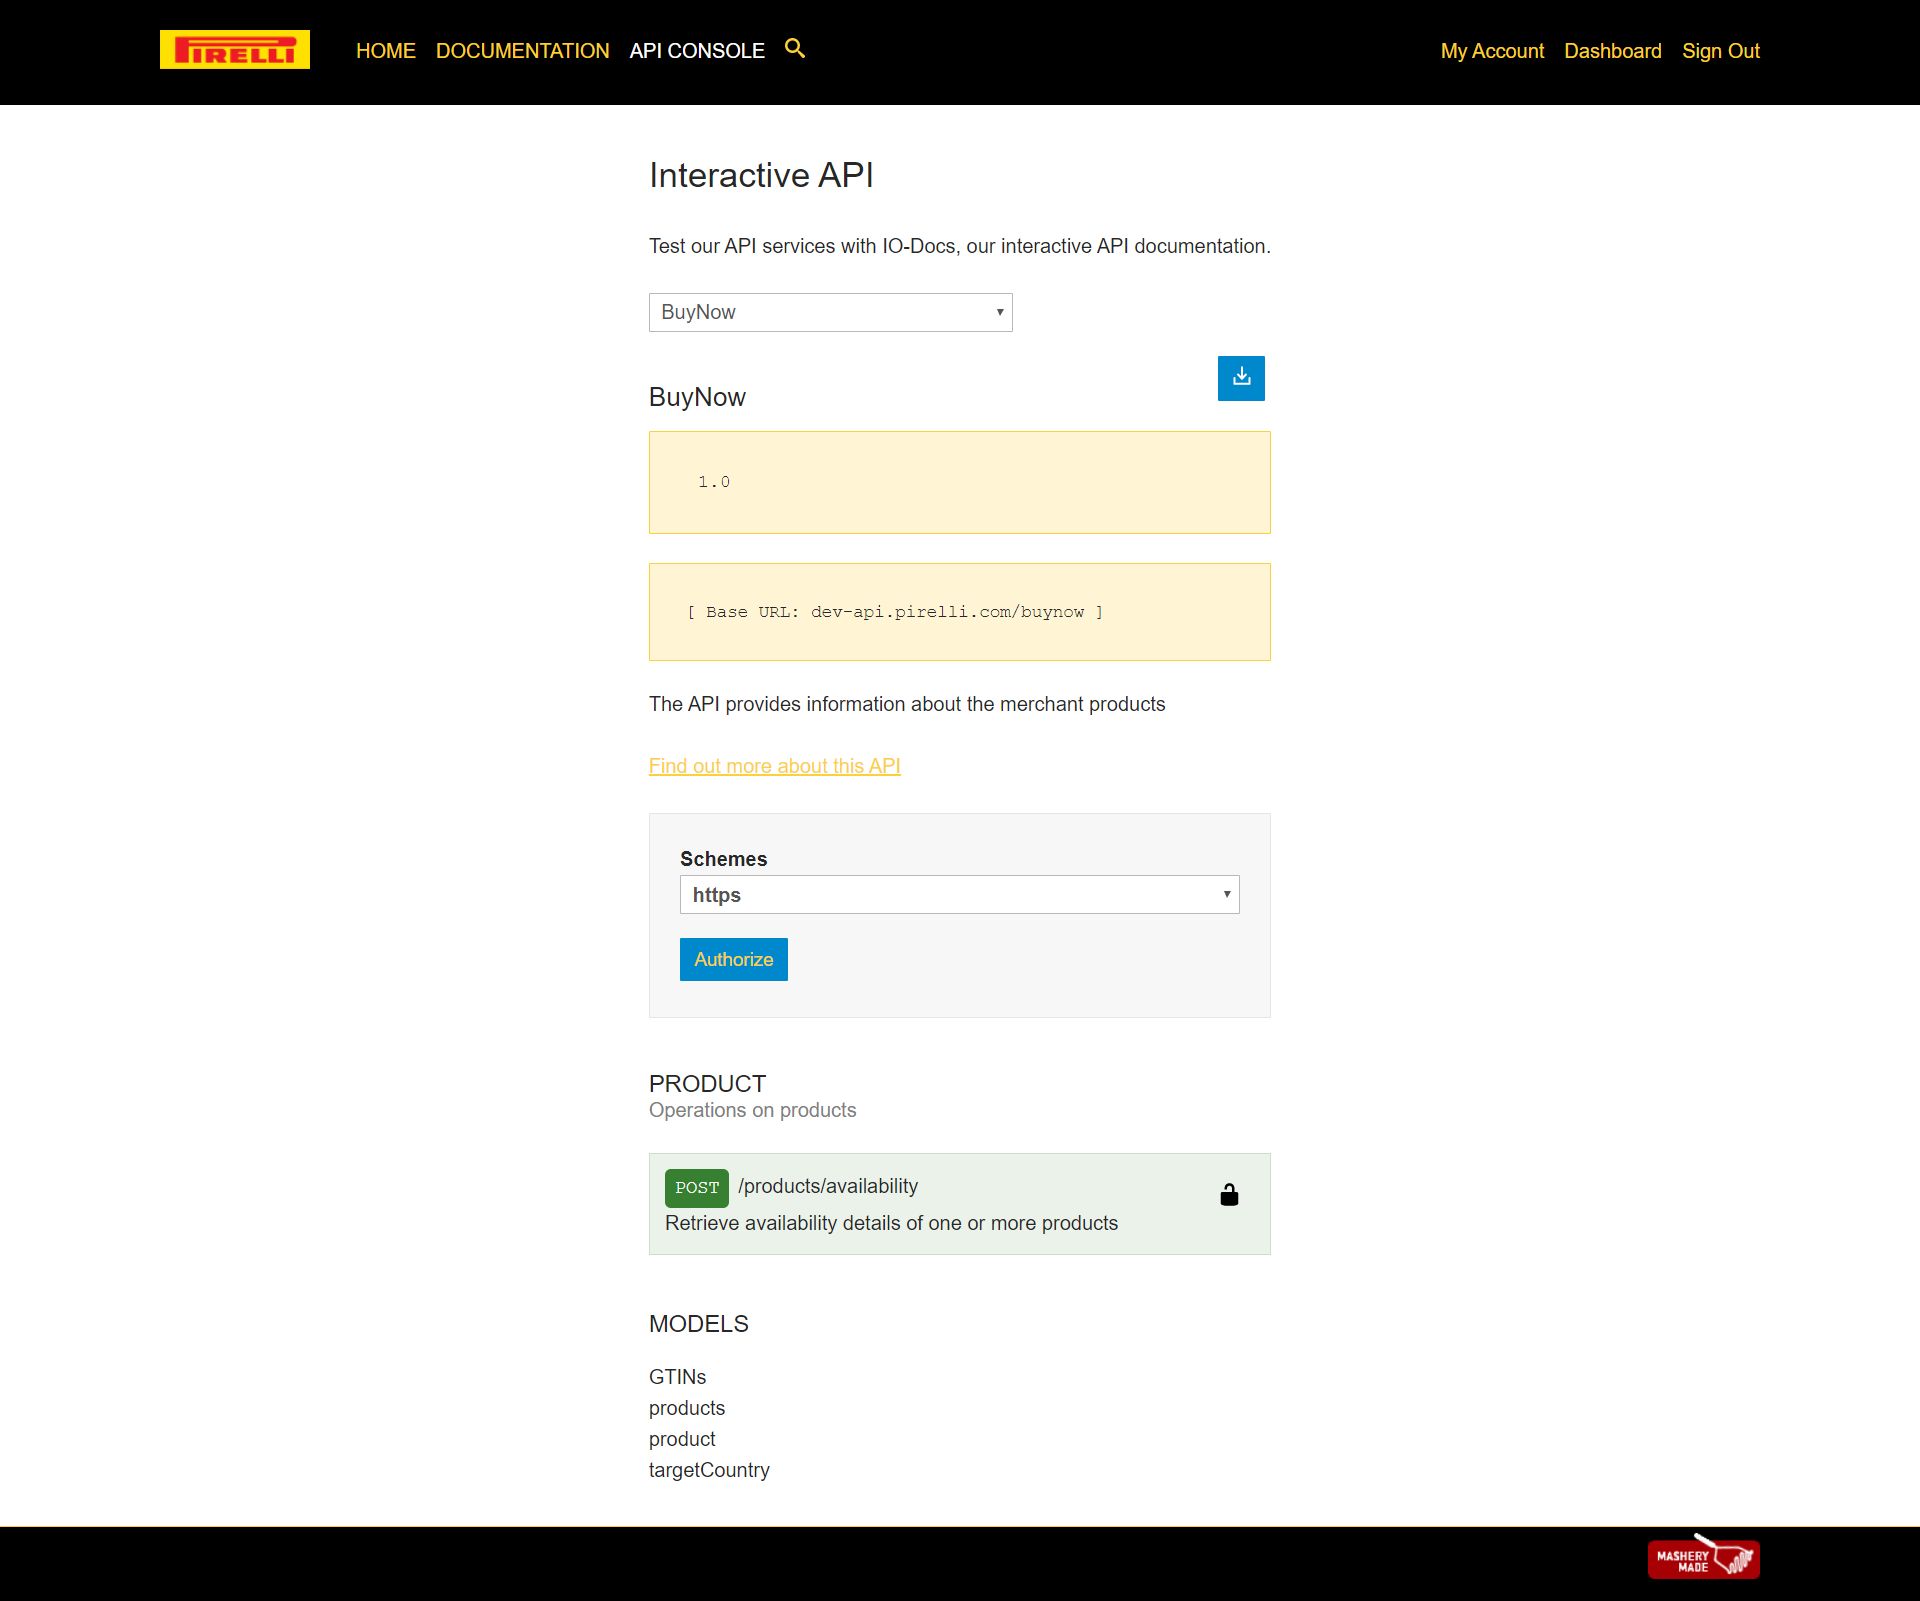 PIRELLI HOME DOCUMENTATION API CONSOLE My Account Dashboard Sign Out
Interactive API
Test our API services with IO-Docs, our interactive API documentation.
BuyNow
BuyNow
1.0
[ Base URL: dev-api.pirelli.com/buynow ]
The API provides information about the merchant products
Find out more about this API
Schemes
https
Authorize
PRODUCT
Operations on products
POST /products/availability
Retrieve availability details of one or more products
MODELS
GTINs
products
product
targetCountry
MASHERY
MADE